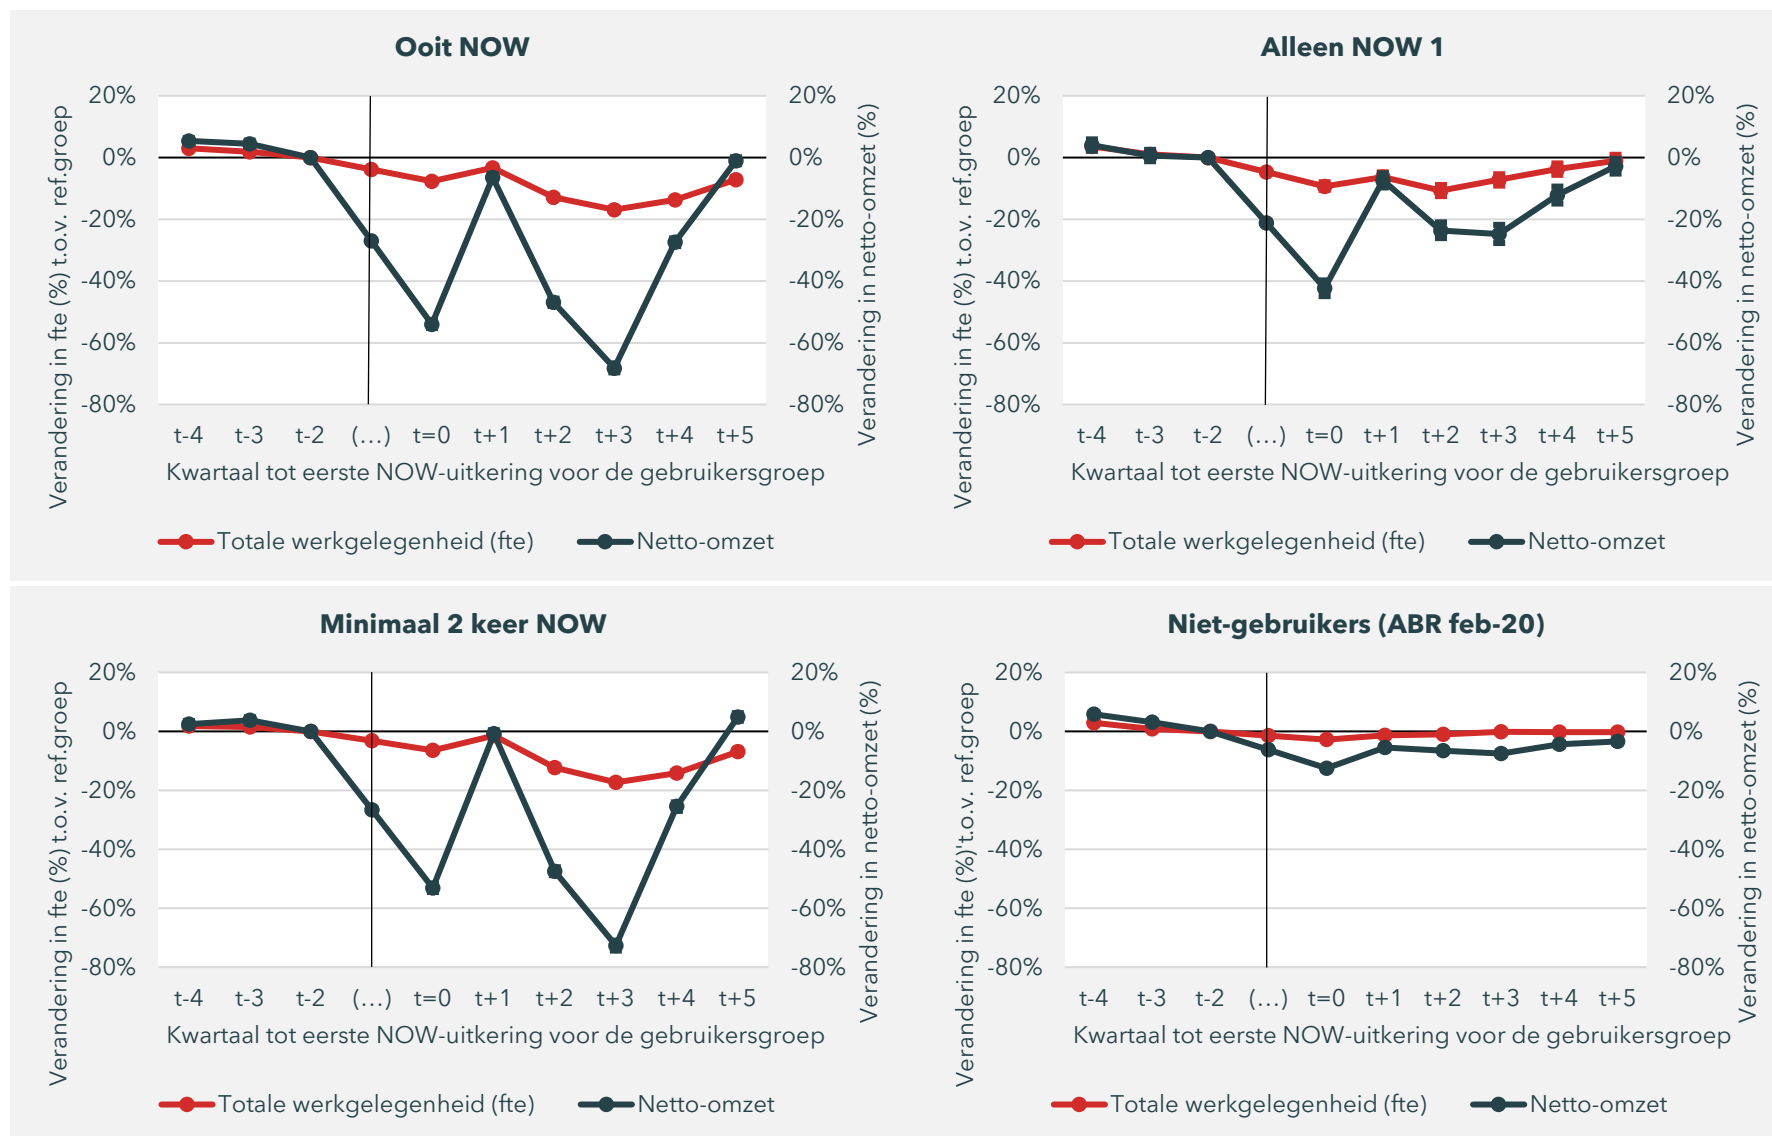 Ooit NOW
Verandering in fte (%) t.o.v. ref.groep
20%
0%
-20%
-40%
-60%
-80%
20%
0%
-20%
-40%
-60%
-80%
Verandering in netto-omzet (%)
t-4 t-3 t-2 (...) t=0 t+1 t+2 t+3 t+4 t+5
Kwartaal tot eerste NOW-uitkering voor de gebruikersgroep
Totale werkgelegenheid (fte) Netto-omzet
Alleen NOW 1
Verandering in fte (%) t.o.v. ref.groep
20%
0%
-20%
-40%
-60%
-80%
20%
0%
-20%
-40%
-60%
-80%
Verandering in netto-omzet (%)
t-4 t-3 t-2 (...) t=0 t+1 t+2 t+3 t+4 t+5
Kwartaal tot eerste NOW-uitkering voor de gebruikersgroep
Totale werkgelegenheid (fte) Netto-omzet
Minimaal 2 keer NOW
Verandering in fte (%) t.o.v. ref.groep
20%
0%
-20%
-40%
-60%
-80%
20%
0%
-20%
-40%
-60%
-80%
Verandering in netto-omzet (%)
t-4 t-3 t-2 (...) t=0 t+1 t+2 t+3 t+4 t+5
Kwartaal tot eerste NOW-uitkering voor de gebruikersgroep
Totale werkgelegenheid (fte) Netto-omzet
Niet-gebruikers (ABR feb-20)
Verandering in fte (%)'t.o.v. ref.groep
20%
0%
-20%
-40%
-60%
-80%
20%
0%
-20%
-40%
-60%
-80%
Verandering in netto-omzet (%)
t-4 t-3 t-2 (...) t=0 t+1 t+2 t+3 t+4 t+5
Kwartaal tot eerste NOW-uitkering voor de gebruikersgroep
Totale werkgelegenheid (fte) Netto-omzet